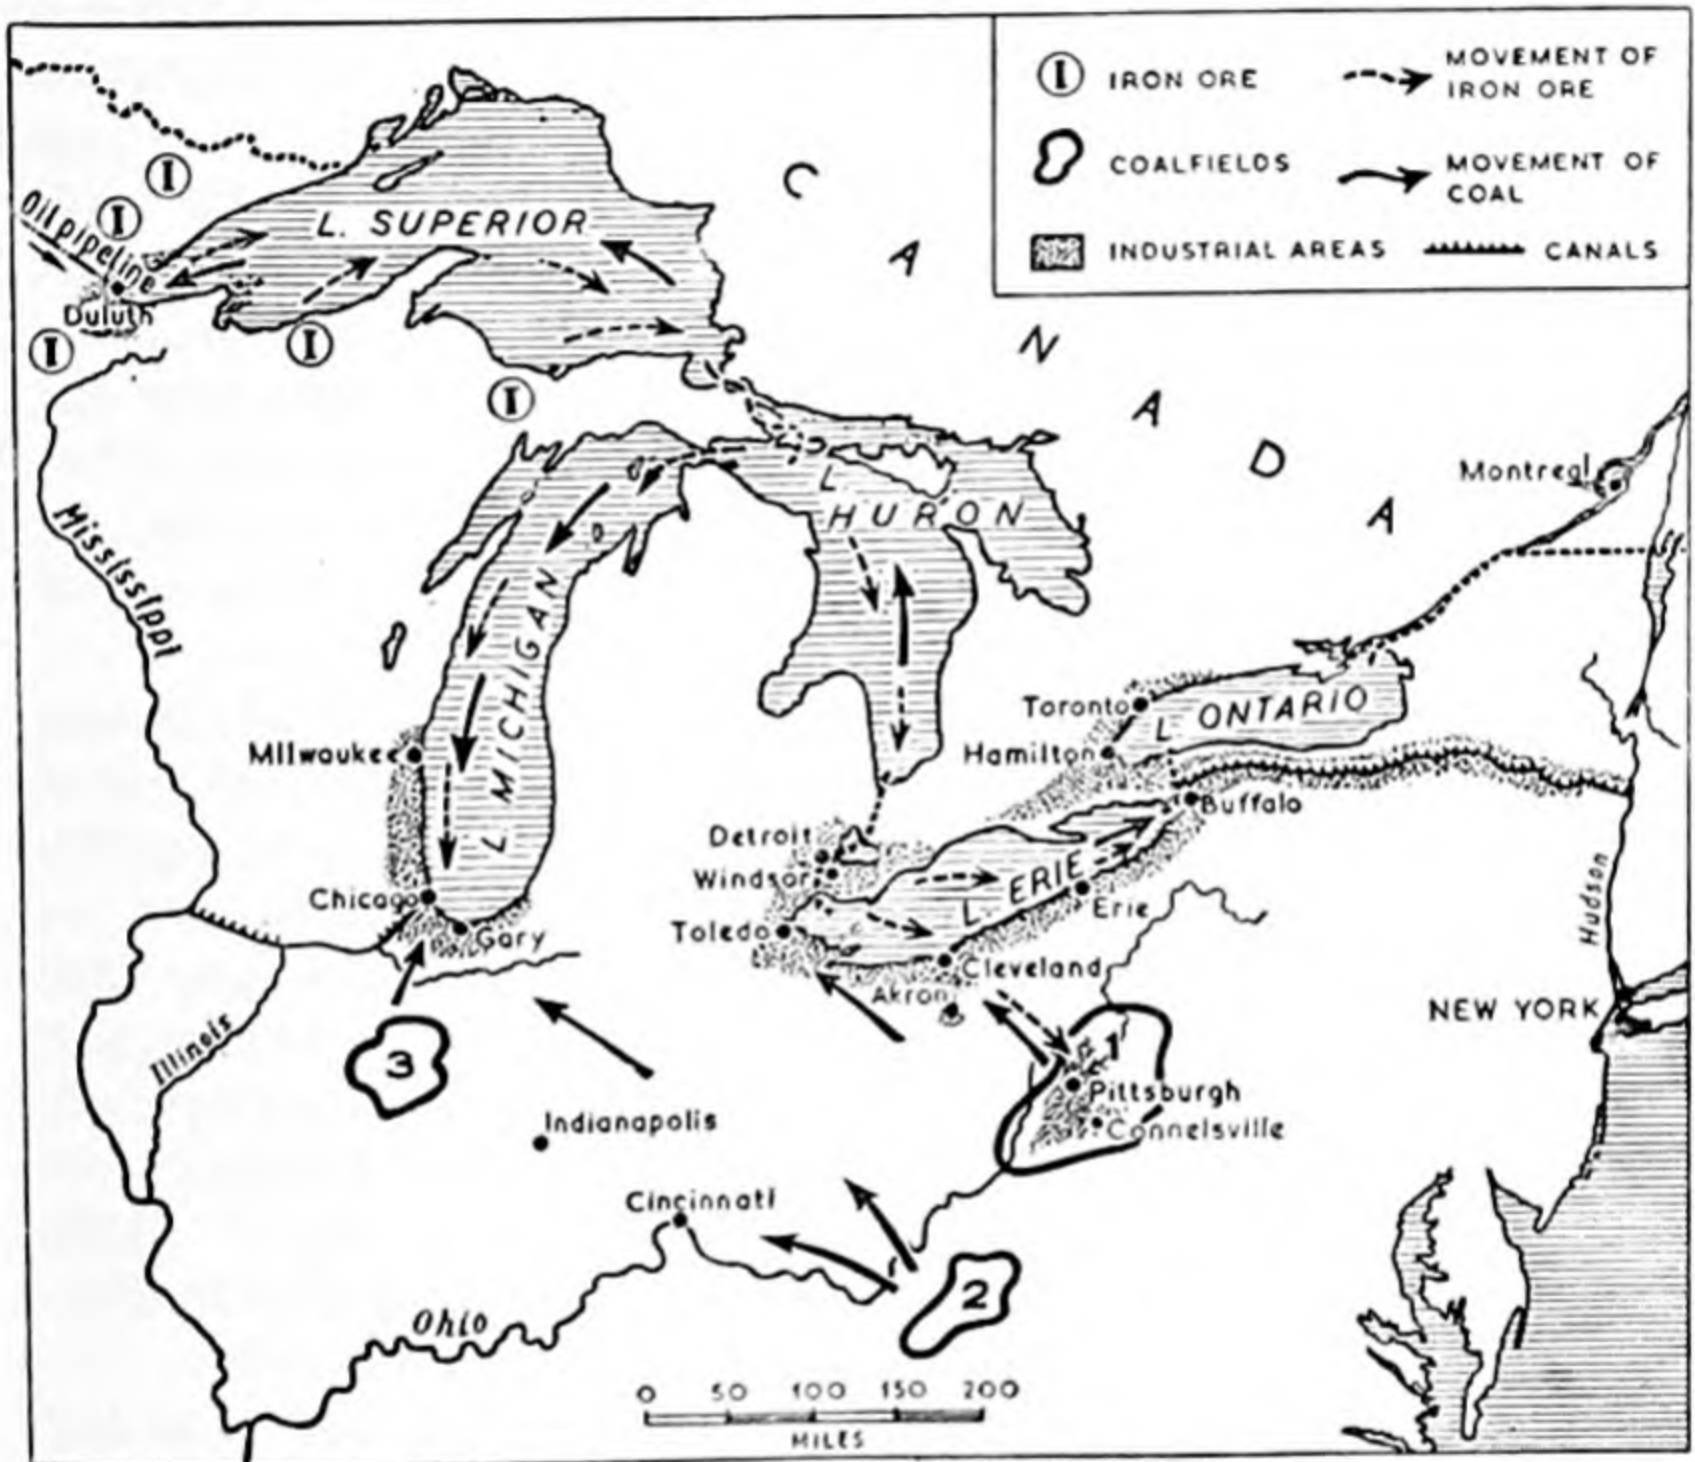 I IRON ORE
MOVEMENT OF
IRON ORE
COALFIELDS
MOVEMENT OF
COAL
INDUSTRIAL AREAS
CANALS
I
I
I
I
I
Oil pipeline
Duluth
L. SUPERIOR
C A N A D A
L. HURON
L. MICHIGAN
Mississippi
Montreal
Toronto
L. ONTARIO
Hamilton
Milwaukee
Buffalo
Detroit
Windsor
L. ERIE
Erie
Chicago
Gary
Toledo
Cleveland
Akron
Hudson
NEW YORK
Illinois
3
1
Pittsburgh
Connelsville
Indianapolis
Cincinnati
2
Ohio
0 50 100 150 200
MILES